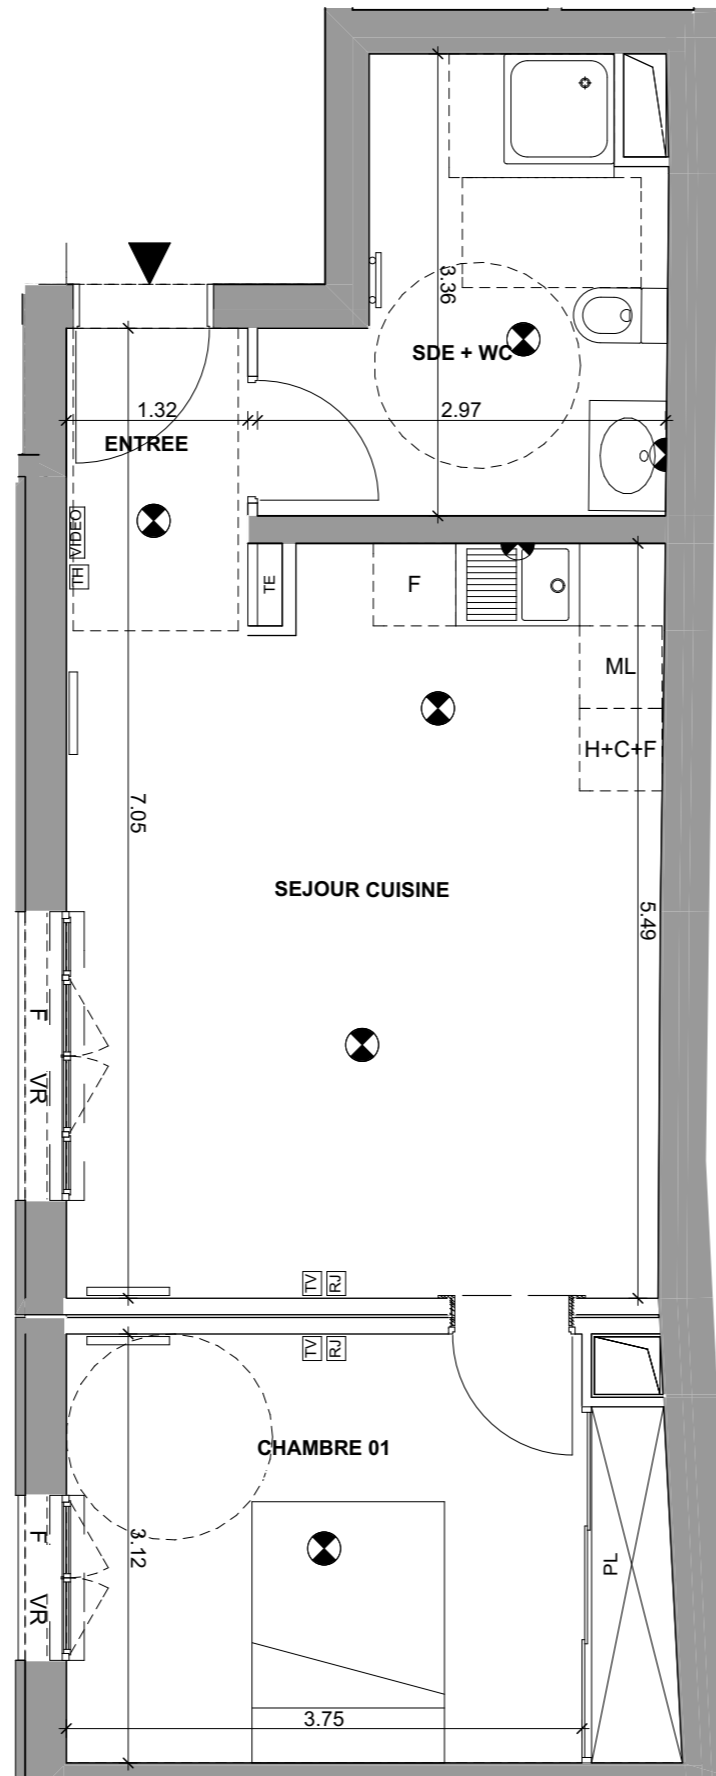 3.36
SDE + WC
1.32
2.97
ENTREE
VIDEO
TH
TE
F
ML
H+C+F
7.05
SEJOUR CUISINE
5.49
F
VR
TV
RJ
TV
RJ
CHAMBRE 01
F
3.12
PL
VR
3.75